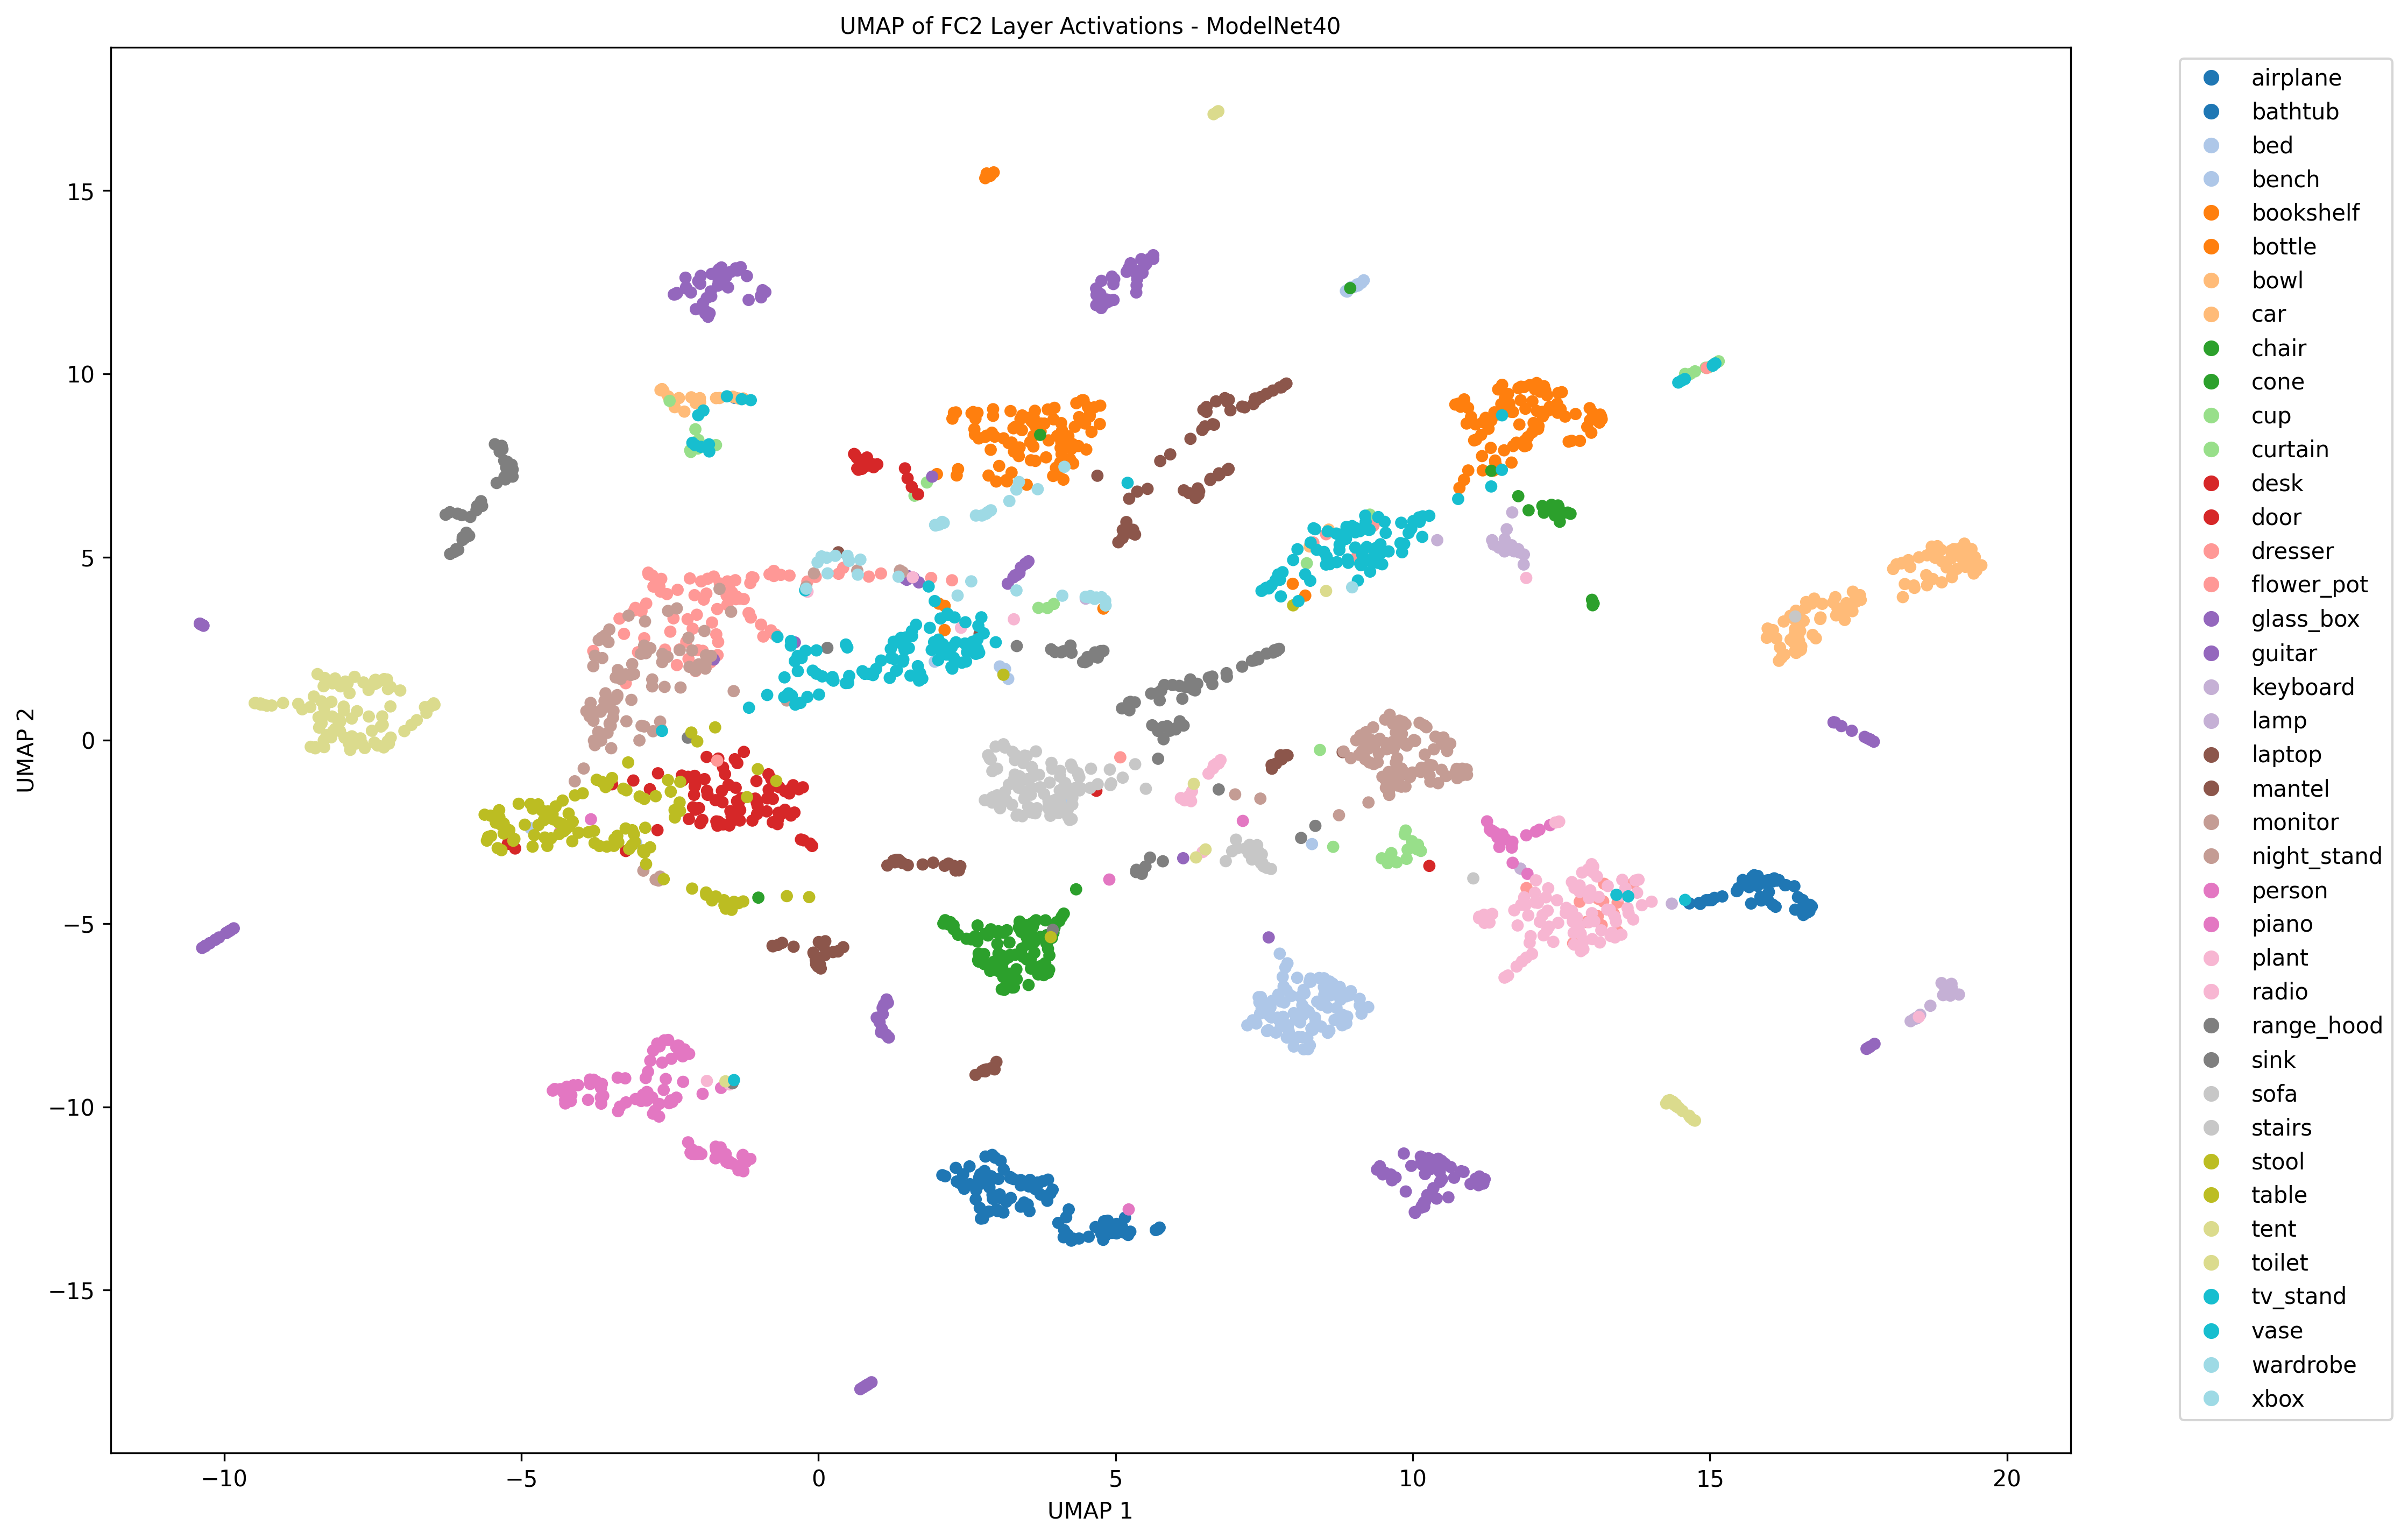 UMAP of FC2 Layer Activations - ModelNet40
15
10
5
0
−5
−10
−15
UMAP 2
−10 −5 0 5 10 15 20
UMAP 1
airplane
bathtub
bed
bench
bookshelf
bottle
bowl
car
chair
cone
cup
curtain
desk
door
dresser
flower_pot
glass_box
guitar
keyboard
lamp
laptop
mantel
monitor
night_stand
person
piano
plant
radio
range_hood
sink
sofa
stairs
stool
table
tent
toilet
tv_stand
vase
wardrobe
xbox